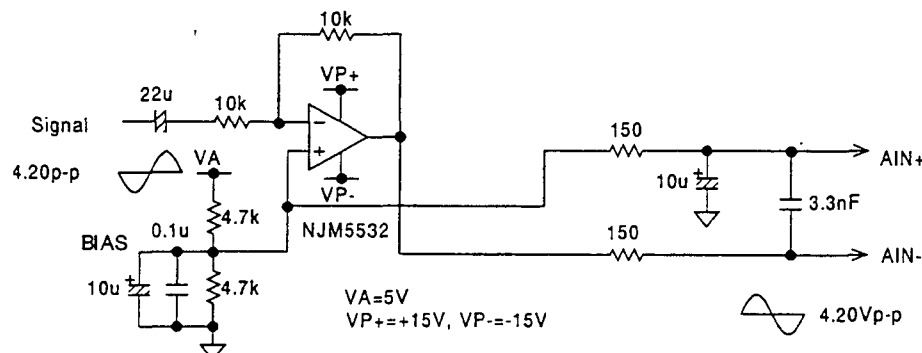 10k
VP+
22u
10k
Signal
4.20p-p
VA
VP-
4.7k
NJM5532
BIAS
0.1u
10u
4.7k
150
AIN+
10u
3.3nF
150
AIN-
VA=5V
VP+=+15V, VP-=-15V
4.20Vp-p